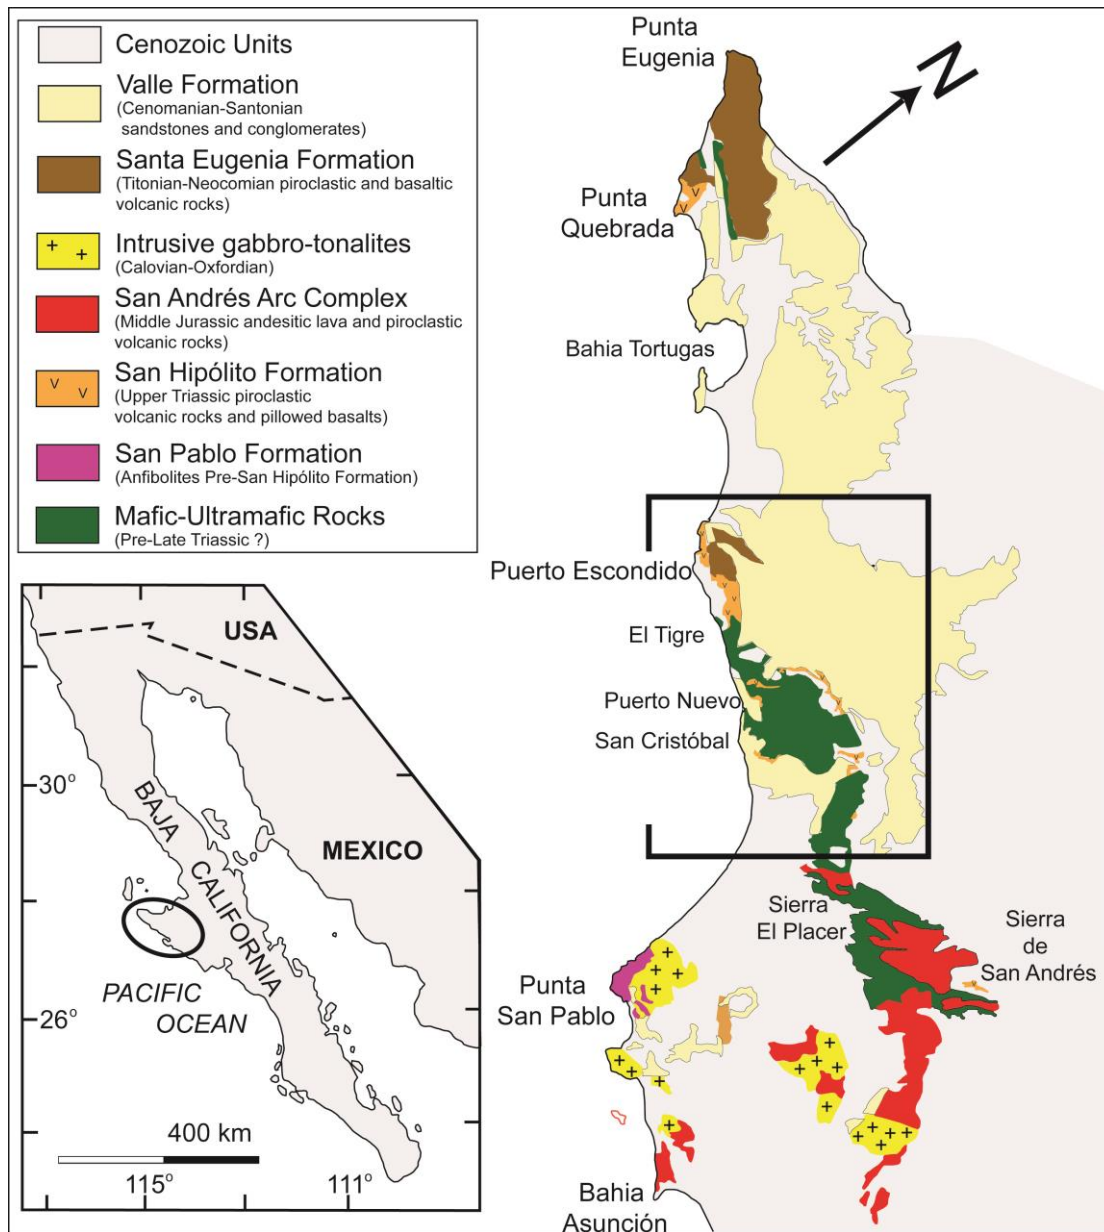 Cenozoic Units
Valle Formation
(Cenomanian-Santonian
sandstones and conglomerates)
Santa Eugenia Formation
(Titonian-Neocomian piroclastic and basaltic
volcanic rocks)
Intrusive gabbro-tonalites
(Calovian-Oxfordian)
San Andrés Arc Complex
(Middle Jurassic andesitic lava and piroclastic
volcanic rocks)
San Hipólito Formation
(Upper Triassic piroclastic
volcanic rocks and pillowed basalts)
San Pablo Formation
(Anfibolites Pre-San Hipólito Formation)
Mafic-Ultramafic Rocks
(Pre-Late Triassic ?)
USA
30°
BAJA CALIFORNIA
MEXICO
26°
PACIFIC
OCEAN
400 km
115°
111°
Punta
Eugenia
N
Punta
Quebrada
Bahia Tortugas
Puerto Escondido
El Tigre
Puerto Nuevo
San Cristóbal
Sierra
El Placer
Sierra
de
San Andrés
Punta
San Pablo
Bahia
Asunción